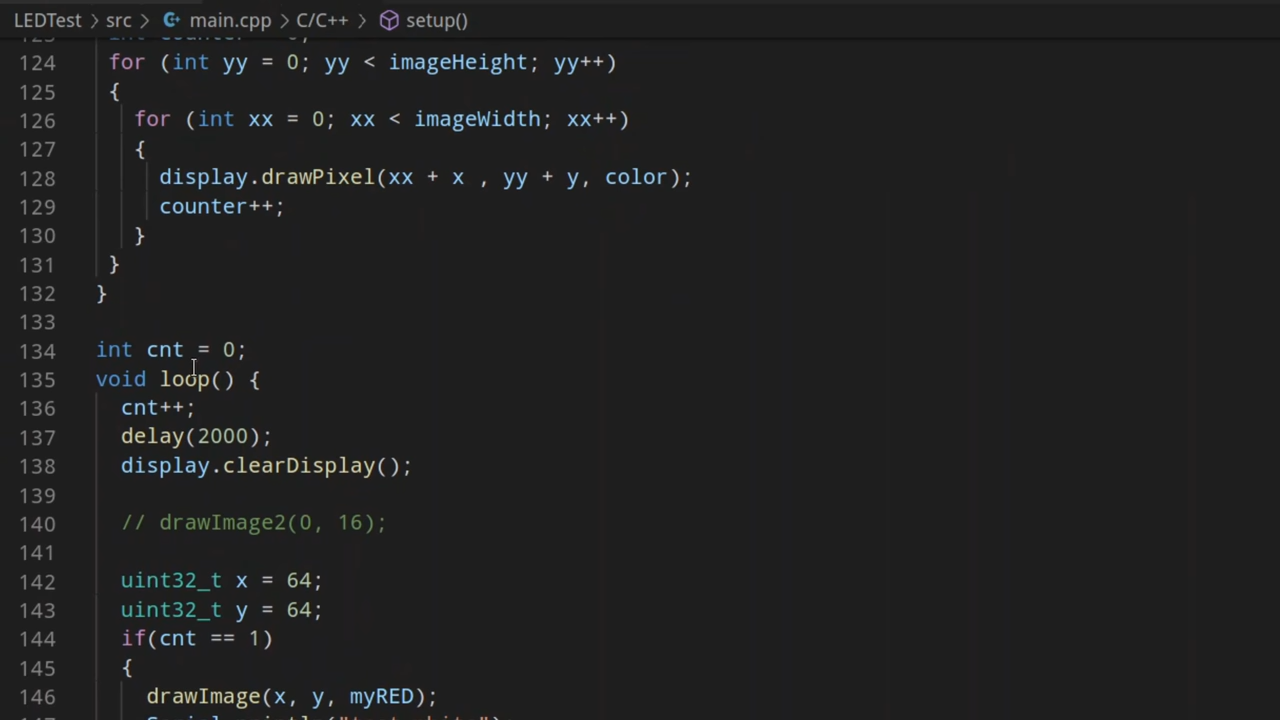 LEDTest > src > main.cpp > C/C++ > setup()
124 for (int yy = 0; yy < imageHeight; yy++)
125 {
126 for (int xx = 0; xx < imageWidth; xx++)
127 {
128 display.drawPixel(xx + x , yy + y, color);
129 counter++;
130 }
131 }
132 }
133
134 int cnt = 0;
135 void loop() {
136 cnt++;
137 delay(2000);
138 display.clearDisplay();
139
140 // drawImage2(0, 16);
141
142 uint32_t x = 64;
143 uint32_t y = 64;
144 if(cnt == 1)
145 {
146 drawImage(x, y, myRED);